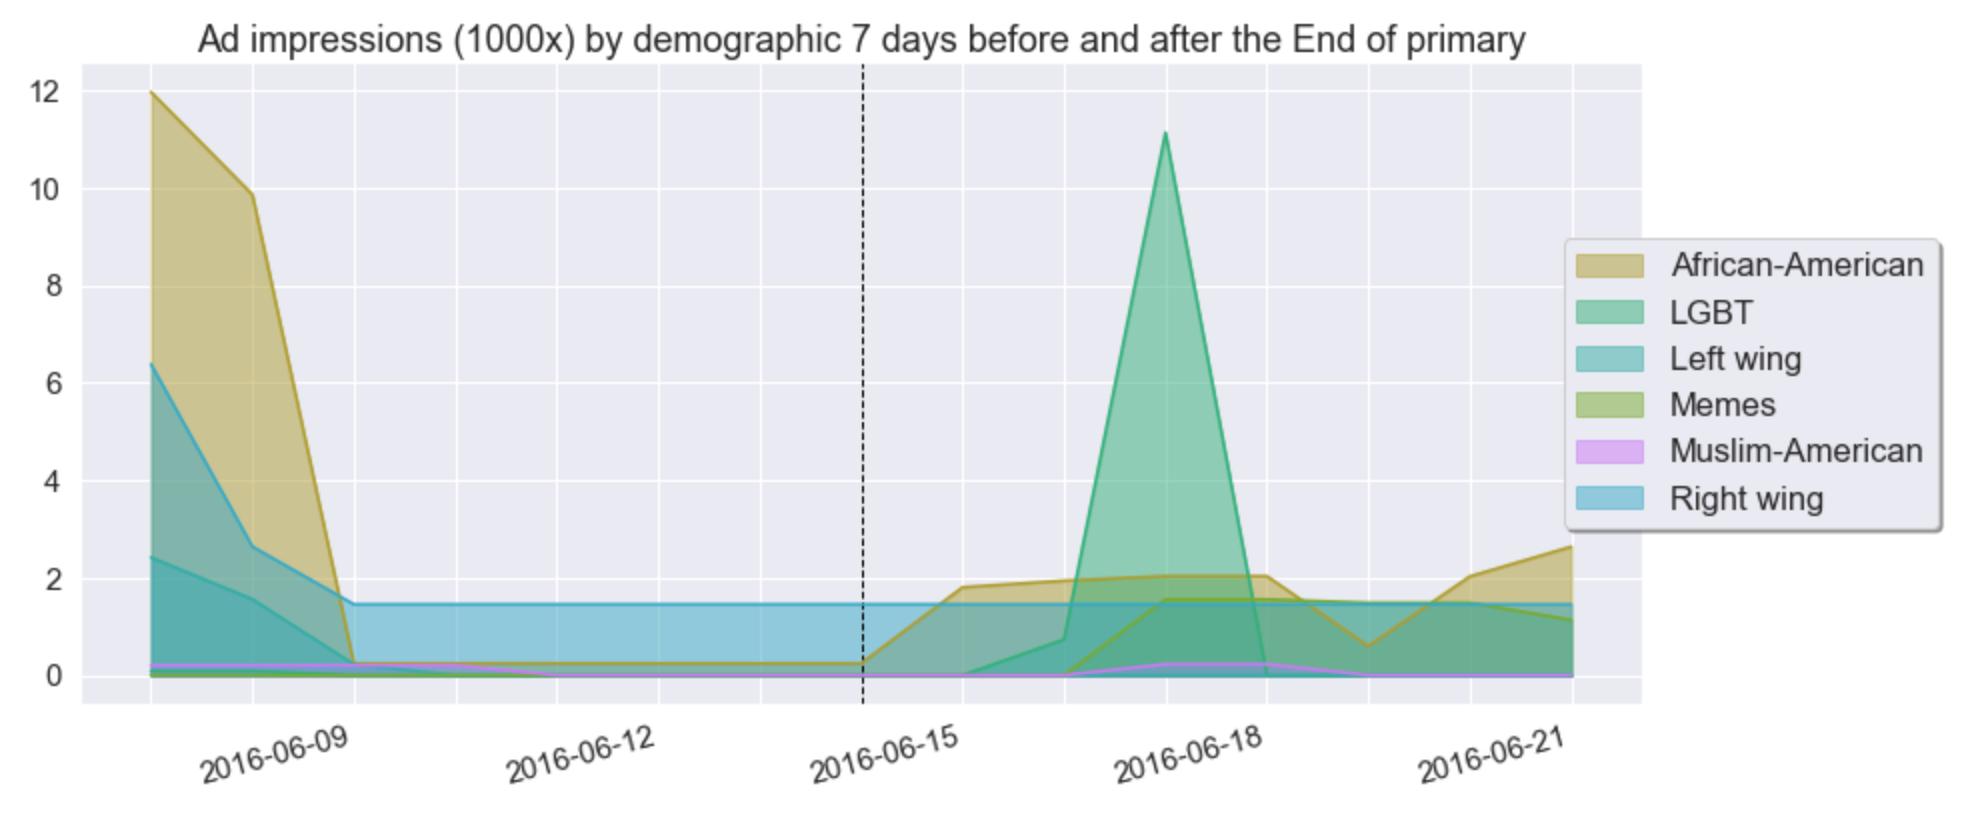 Ad impressions (1000x) by demographic 7 days before and after the End of primary
12
10
8
6
4
2
0
African-American
LGBT
Left wing
Memes
Muslim-American
Right wing
2016-06-09
2016-06-12
2016-06-15
2016-06-18
2016-06-21